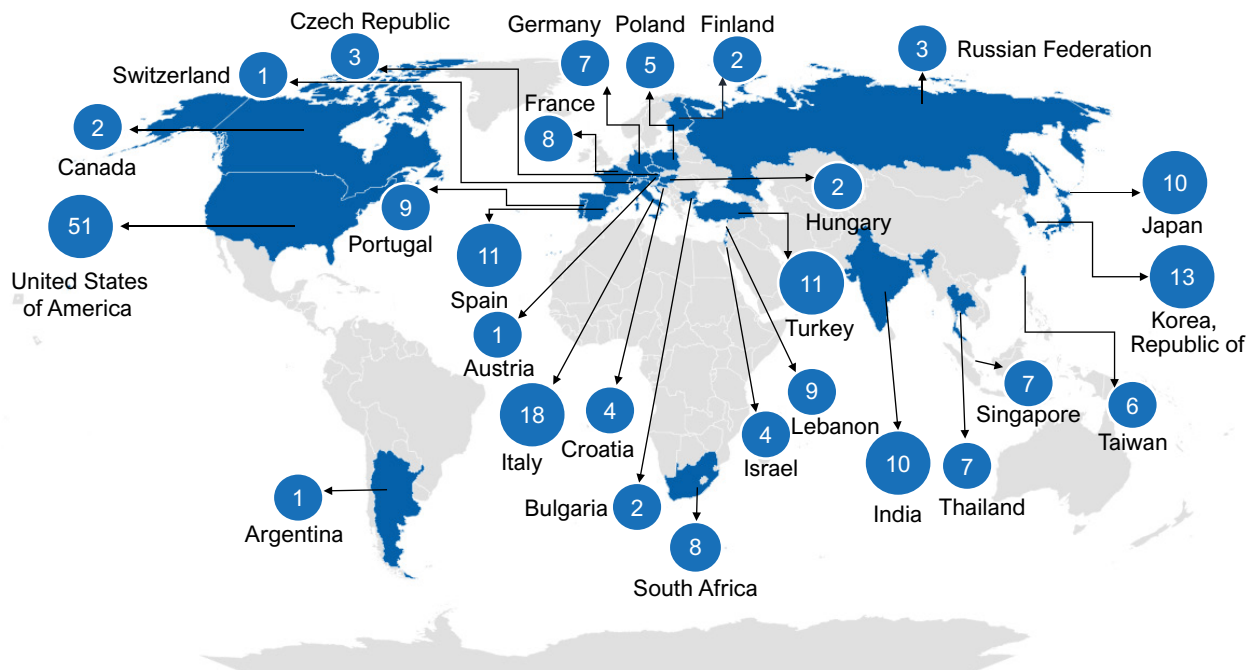 Czech Republic
3
Germany
7
Poland
5
Finland
2
3
Russian Federation
Switzerland
1
France
8
2
Canada
9
Portugal
2
Hungary
10
Japan
51
United States
of America
11
Spain
11
Turkey
13
Korea,
Republic of
1
Austria
18
Italy
4
Croatia
9
Lebanon
4
Israel
7
Singapore
6
Taiwan
10
India
7
Thailand
1
Argentina
Bulgaria
2
8
South Africa